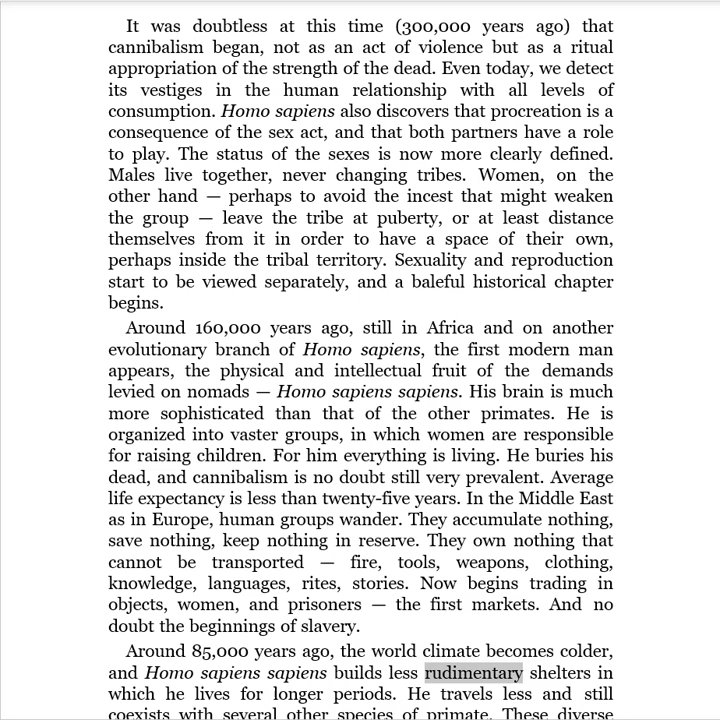 It was doubtless at this time (300,000 years ago) that
cannibalism began, not as an act of violence but as a ritual
appropriation of the strength of the dead. Even today, we detect
its vestiges in the human relationship with all levels of
consumption. Homo sapiens also discovers that procreation is a
consequence of the sex act, and that both partners have a role
to play. The status of the sexes is now more clearly defined.
Males live together, never changing tribes. Women, on the
other hand — perhaps to avoid the incest that might weaken
the group — leave the tribe at puberty, or at least distance
themselves from it in order to have a space of their own,
perhaps inside the tribal territory. Sexuality and reproduction
start to be viewed separately, and a baleful historical chapter
begins.
Around 160,000 years ago, still in Africa and on another
evolutionary branch of Homo sapiens, the first modern man
appears, the physical and intellectual fruit of the demands
levied on nomads — Homo sapiens sapiens. His brain is much
more sophisticated than that of the other primates. He is
organized into vaster groups, in which women are responsible
for raising children. For him everything is living. He buries his
dead, and cannibalism is no doubt still very prevalent. Average
life expectancy is less than twenty-five years. In the Middle East
as in Europe, human groups wander. They accumulate nothing,
save nothing, keep nothing in reserve. They own nothing that
cannot be transported — fire, tools, weapons, clothing,
knowledge, languages, rites, stories. Now begins trading in
objects, women, and prisoners — the first markets. And no
doubt the beginnings of slavery.
Around 85,000 years ago, the world climate becomes colder,
and Homo sapiens sapiens builds less rudimentary shelters in
which he lives for longer periods. He travels less and still
coexists with several other species of primate. These diverse